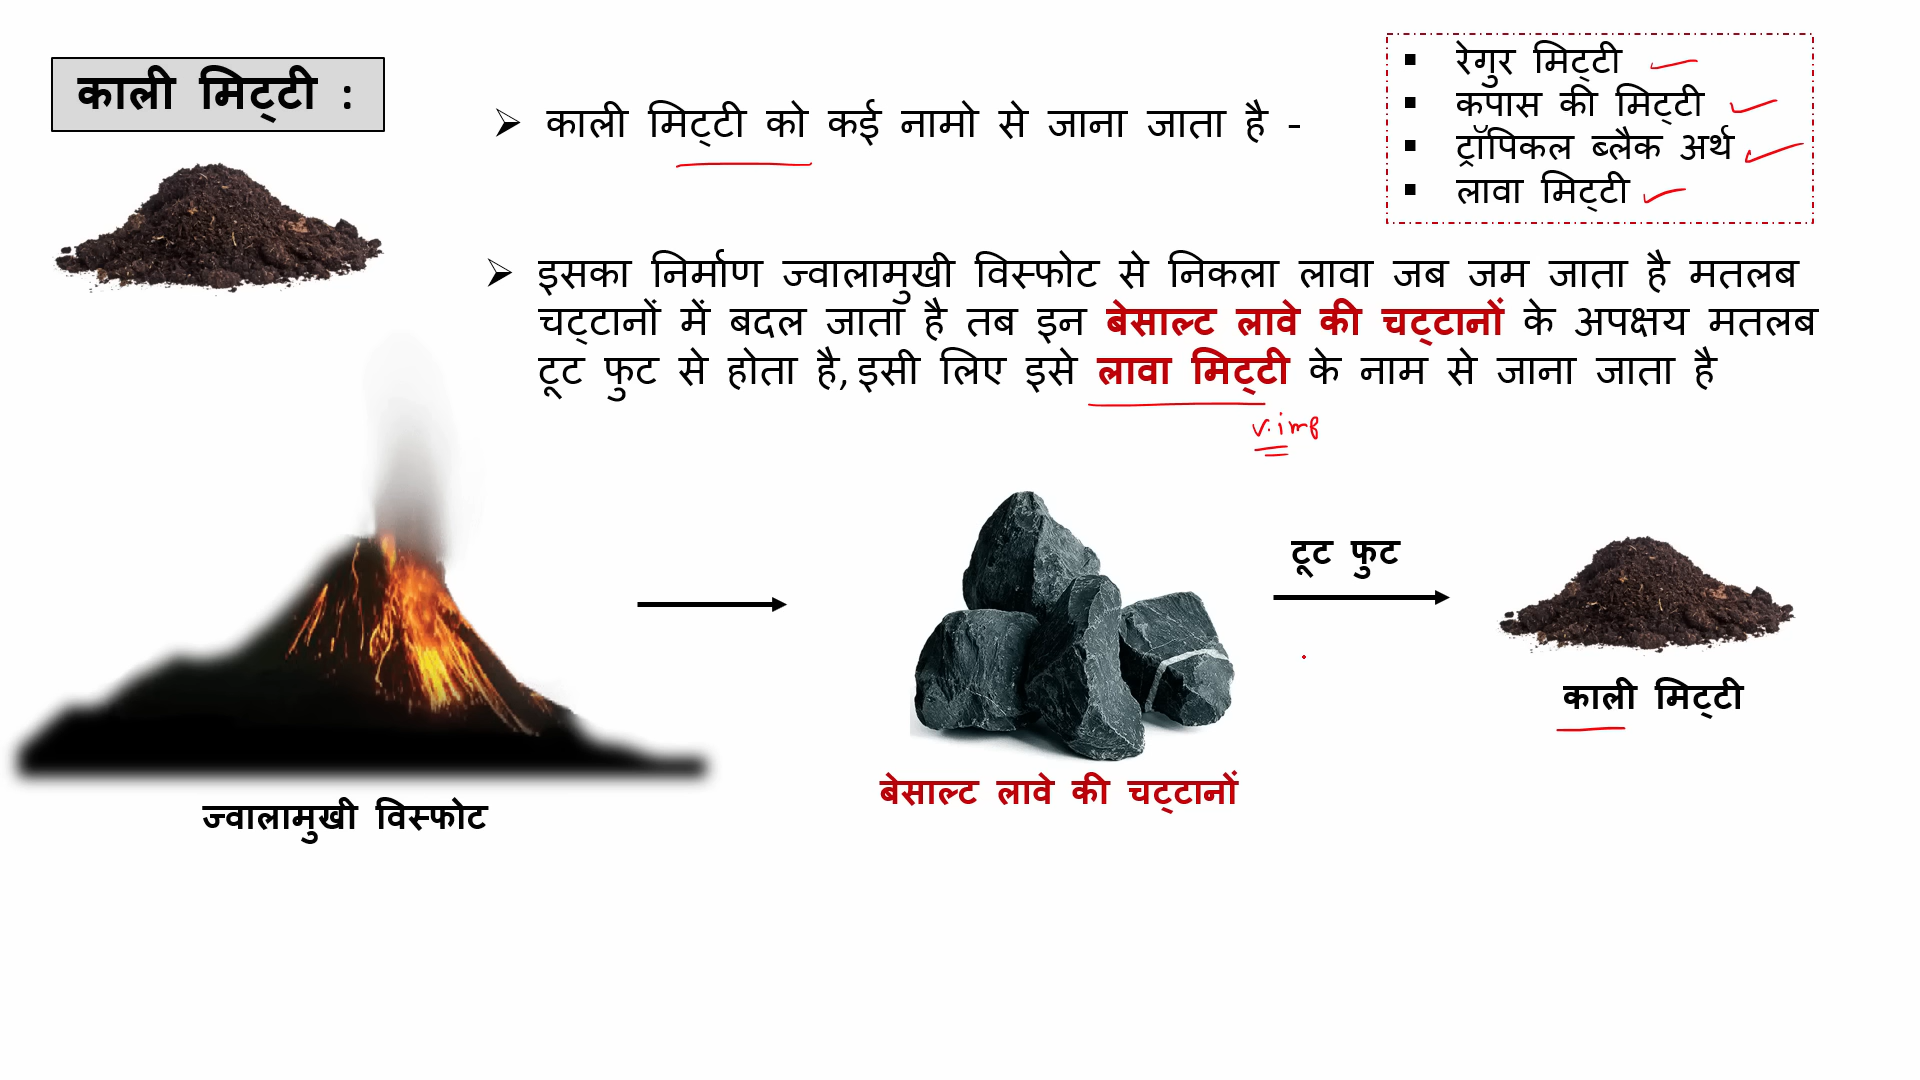 काली मिट्टी :
काली मिट्टी को कई नामो से जाना जाता है -
▪ रेगुर मिट्टी
▪ कपास की मिट्टी
▪ ट्रॉपिकल ब्लैक अर्थ
▪ लावा मिट्टी
इसका निर्माण ज्वालामुखी विस्फोट से निकला लावा जब जम जाता है मतलब
चट्टानों में बदल जाता है तब इन बेसाल्ट लावे की चट्टानों के अपक्षय मतलब
टूट फुट से होता है, इसी लिए इसे लावा मिट्टी के नाम से जाना जाता है
v.imp
टूट फुट
काली मिट्टी
बेसाल्ट लावे की चट्टानों
ज्वालामुखी विस्फोट